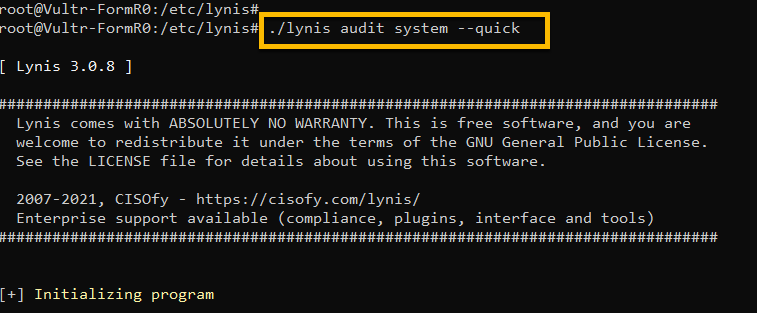 root@Vultr-FormR0:/etc/lynis#
root@Vultr-FormR0:/etc/lynis# ./lynis audit system --quick
[ Lynis 3.0.8 ]
################################################################################
Lynis comes with ABSOLUTELY NO WARRANTY. This is free software, and you are
welcome to redistribute it under the terms of the GNU General Public License.
See the LICENSE file for details about using this software.
2007-2021, CISOfy - https://cisofy.com/lynis/
Enterprise support available (compliance, plugins, interface and tools)
################################################################################
[+] Initializing program